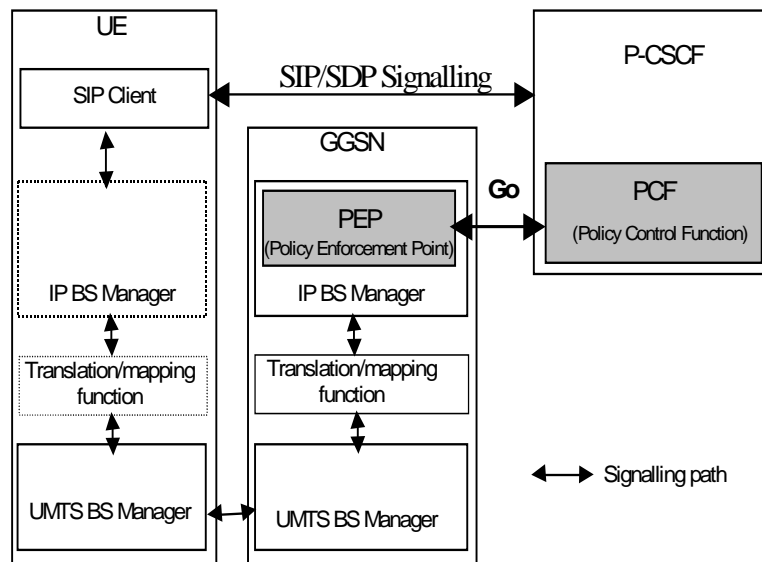 UE
SIP Client
IP BS Manager
Translation/mapping
function
UMTS BS Manager
SIP/SDP Signalling
GGSN
PEP
(Policy Enforcement Point)
IP BS Manager
Translation/mapping
function
UMTS BS Manager
Go
P-CSCF
PCF
(Policy Control Function)
Signalling path